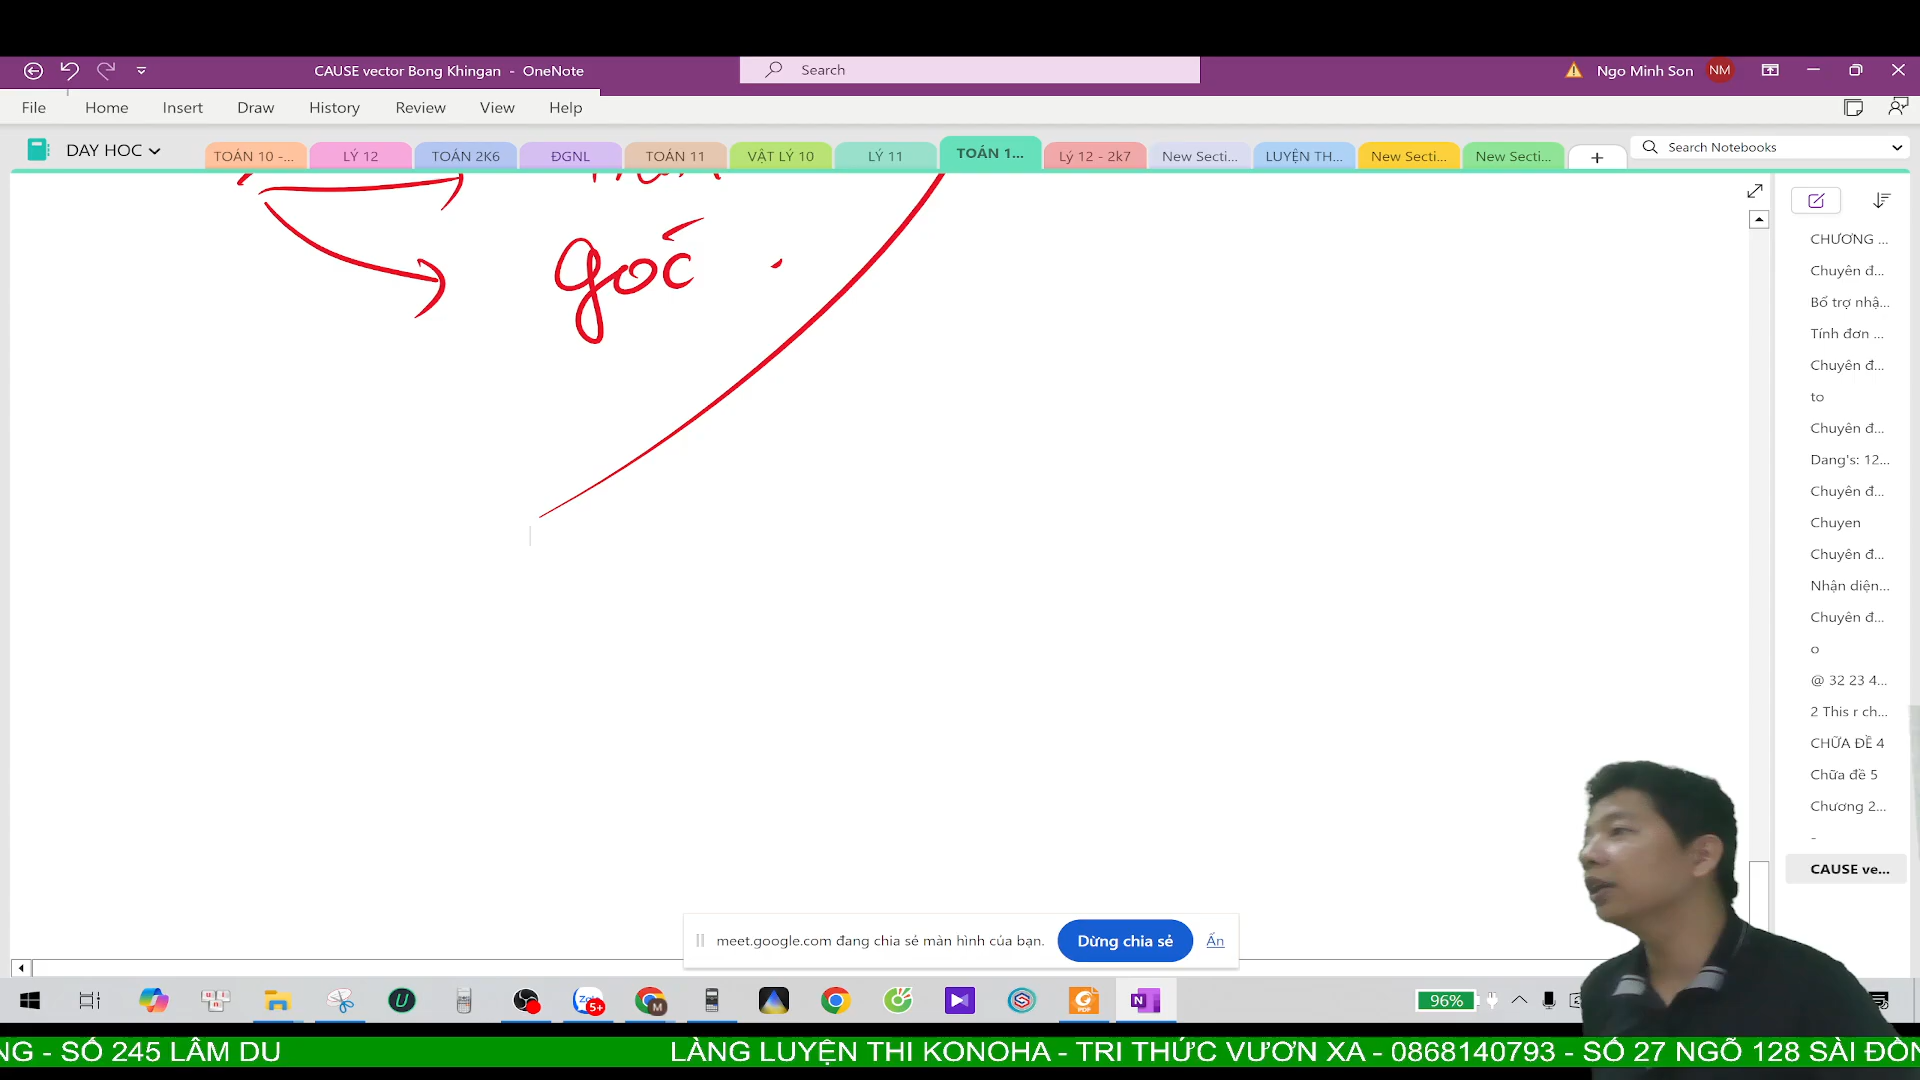 CAUSE vector Bong Khingan - OneNote
Search
Ngo Minh Son
NM
File
Home
Insert
Draw
History
Review
View
Help
DAY HOC
TOÁN 10 -...
LÝ 12
TOÁN 2K6
ĐGNL
TOÁN 11
VẬT LÝ 10
LÝ 11
TOÁN 1...
Lý 12 - 2k7
New Secti...
LUYỆN TH...
New Secti...
New Secti...
+
Search Notebooks
gốc
CHƯƠNG ...
Chuyên đ...
Bổ trợ nhậ...
Tính đơn ...
Chuyên đ...
to
Chuyên đ...
Dang's: 12...
Chuyên đ...
Chuyen
Chuyên đ...
Nhận diện...
Chuyên đ...
o
@ 32 23 4...
2 This r ch...
CHỮA ĐỀ 4
Chữa đề 5
Chương 2...
-
CAUSE ve...
meet.google.com đang chia sẻ màn hình của bạn.
Dừng chia sẻ
Ẩn
96%
NG - SỐ 245 LÂM DU
LÀNG LUYỆN THI KONOHA - TRI THỨC VƯƠN XA - 0868140793 - SỐ 27 NGÕ 128 SÀI ĐỒN